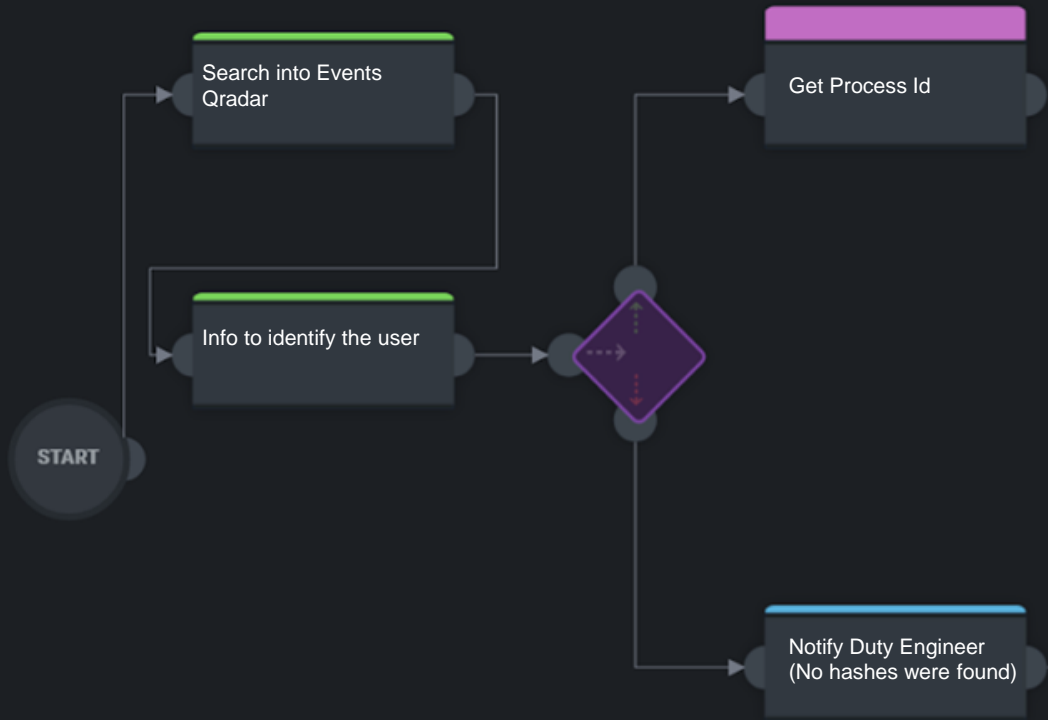 Search into Events
Qradar
Get Process Id
Info to identify the user
START
Notify Duty Engineer
(No hashes were found)